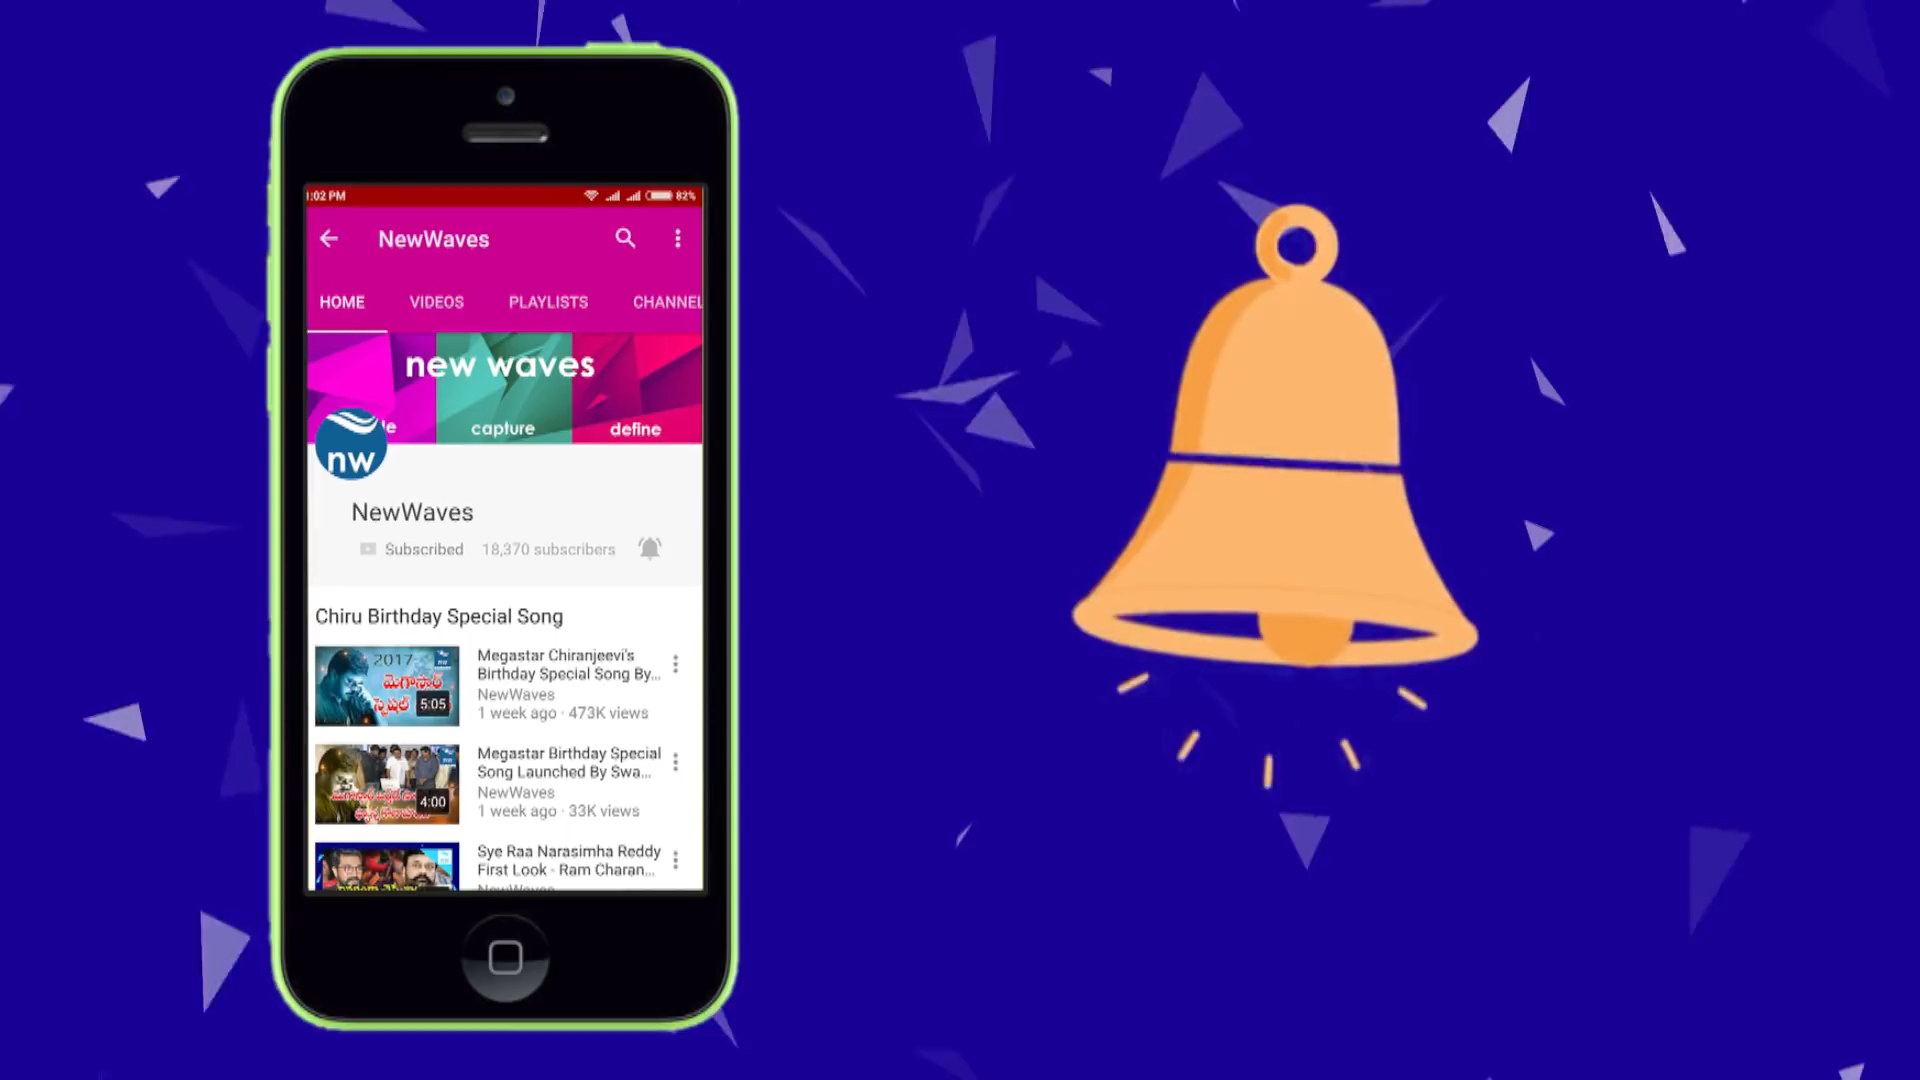 1:02 PM
82%
NewWaves
HOME VIDEOS PLAYLISTS CHANNEL
new waves
capture
define
nw
NewWaves
Subscribed 18,370 subscribers
Chiru Birthday Special Song
2017
మెగాస్టార్
స్పెషల్
5:05
Megastar Chiranjeevi's
Birthday Special Song By...
NewWaves
1 week ago · 473K views
4:00
Megastar Birthday Special
Song Launched By Swa...
NewWaves
1 week ago · 33K views
Sye Raa Narasimha Reddy
First Look - Ram Charan...
NewWaves